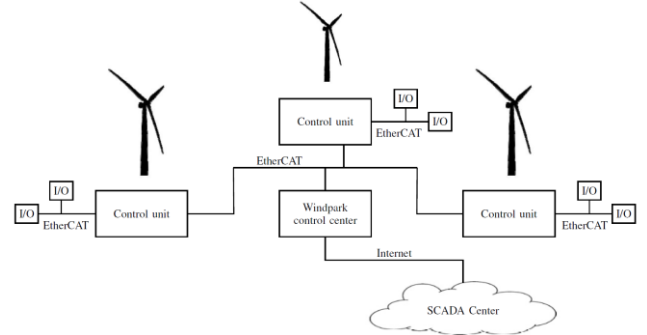 I/O
Control unit
I/O
EtherCAT
EtherCAT
I/O
I/O
Control unit
EtherCAT
Windpark
control center
Control unit
I/O
I/O
EtherCAT
Internet
SCADA Center